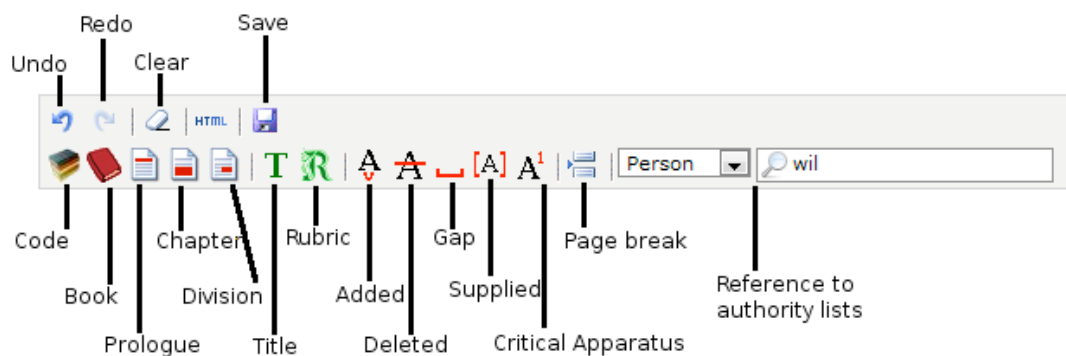 Redo
Save
Undo
Clear
HTML
T R A A [A] A1 Person wil
Code
Chapter
Rubric
Gap
Page break
Book
Division
Added
Supplied
Reference to
authority lists
Prologue
Title
Deleted
Critical Apparatus